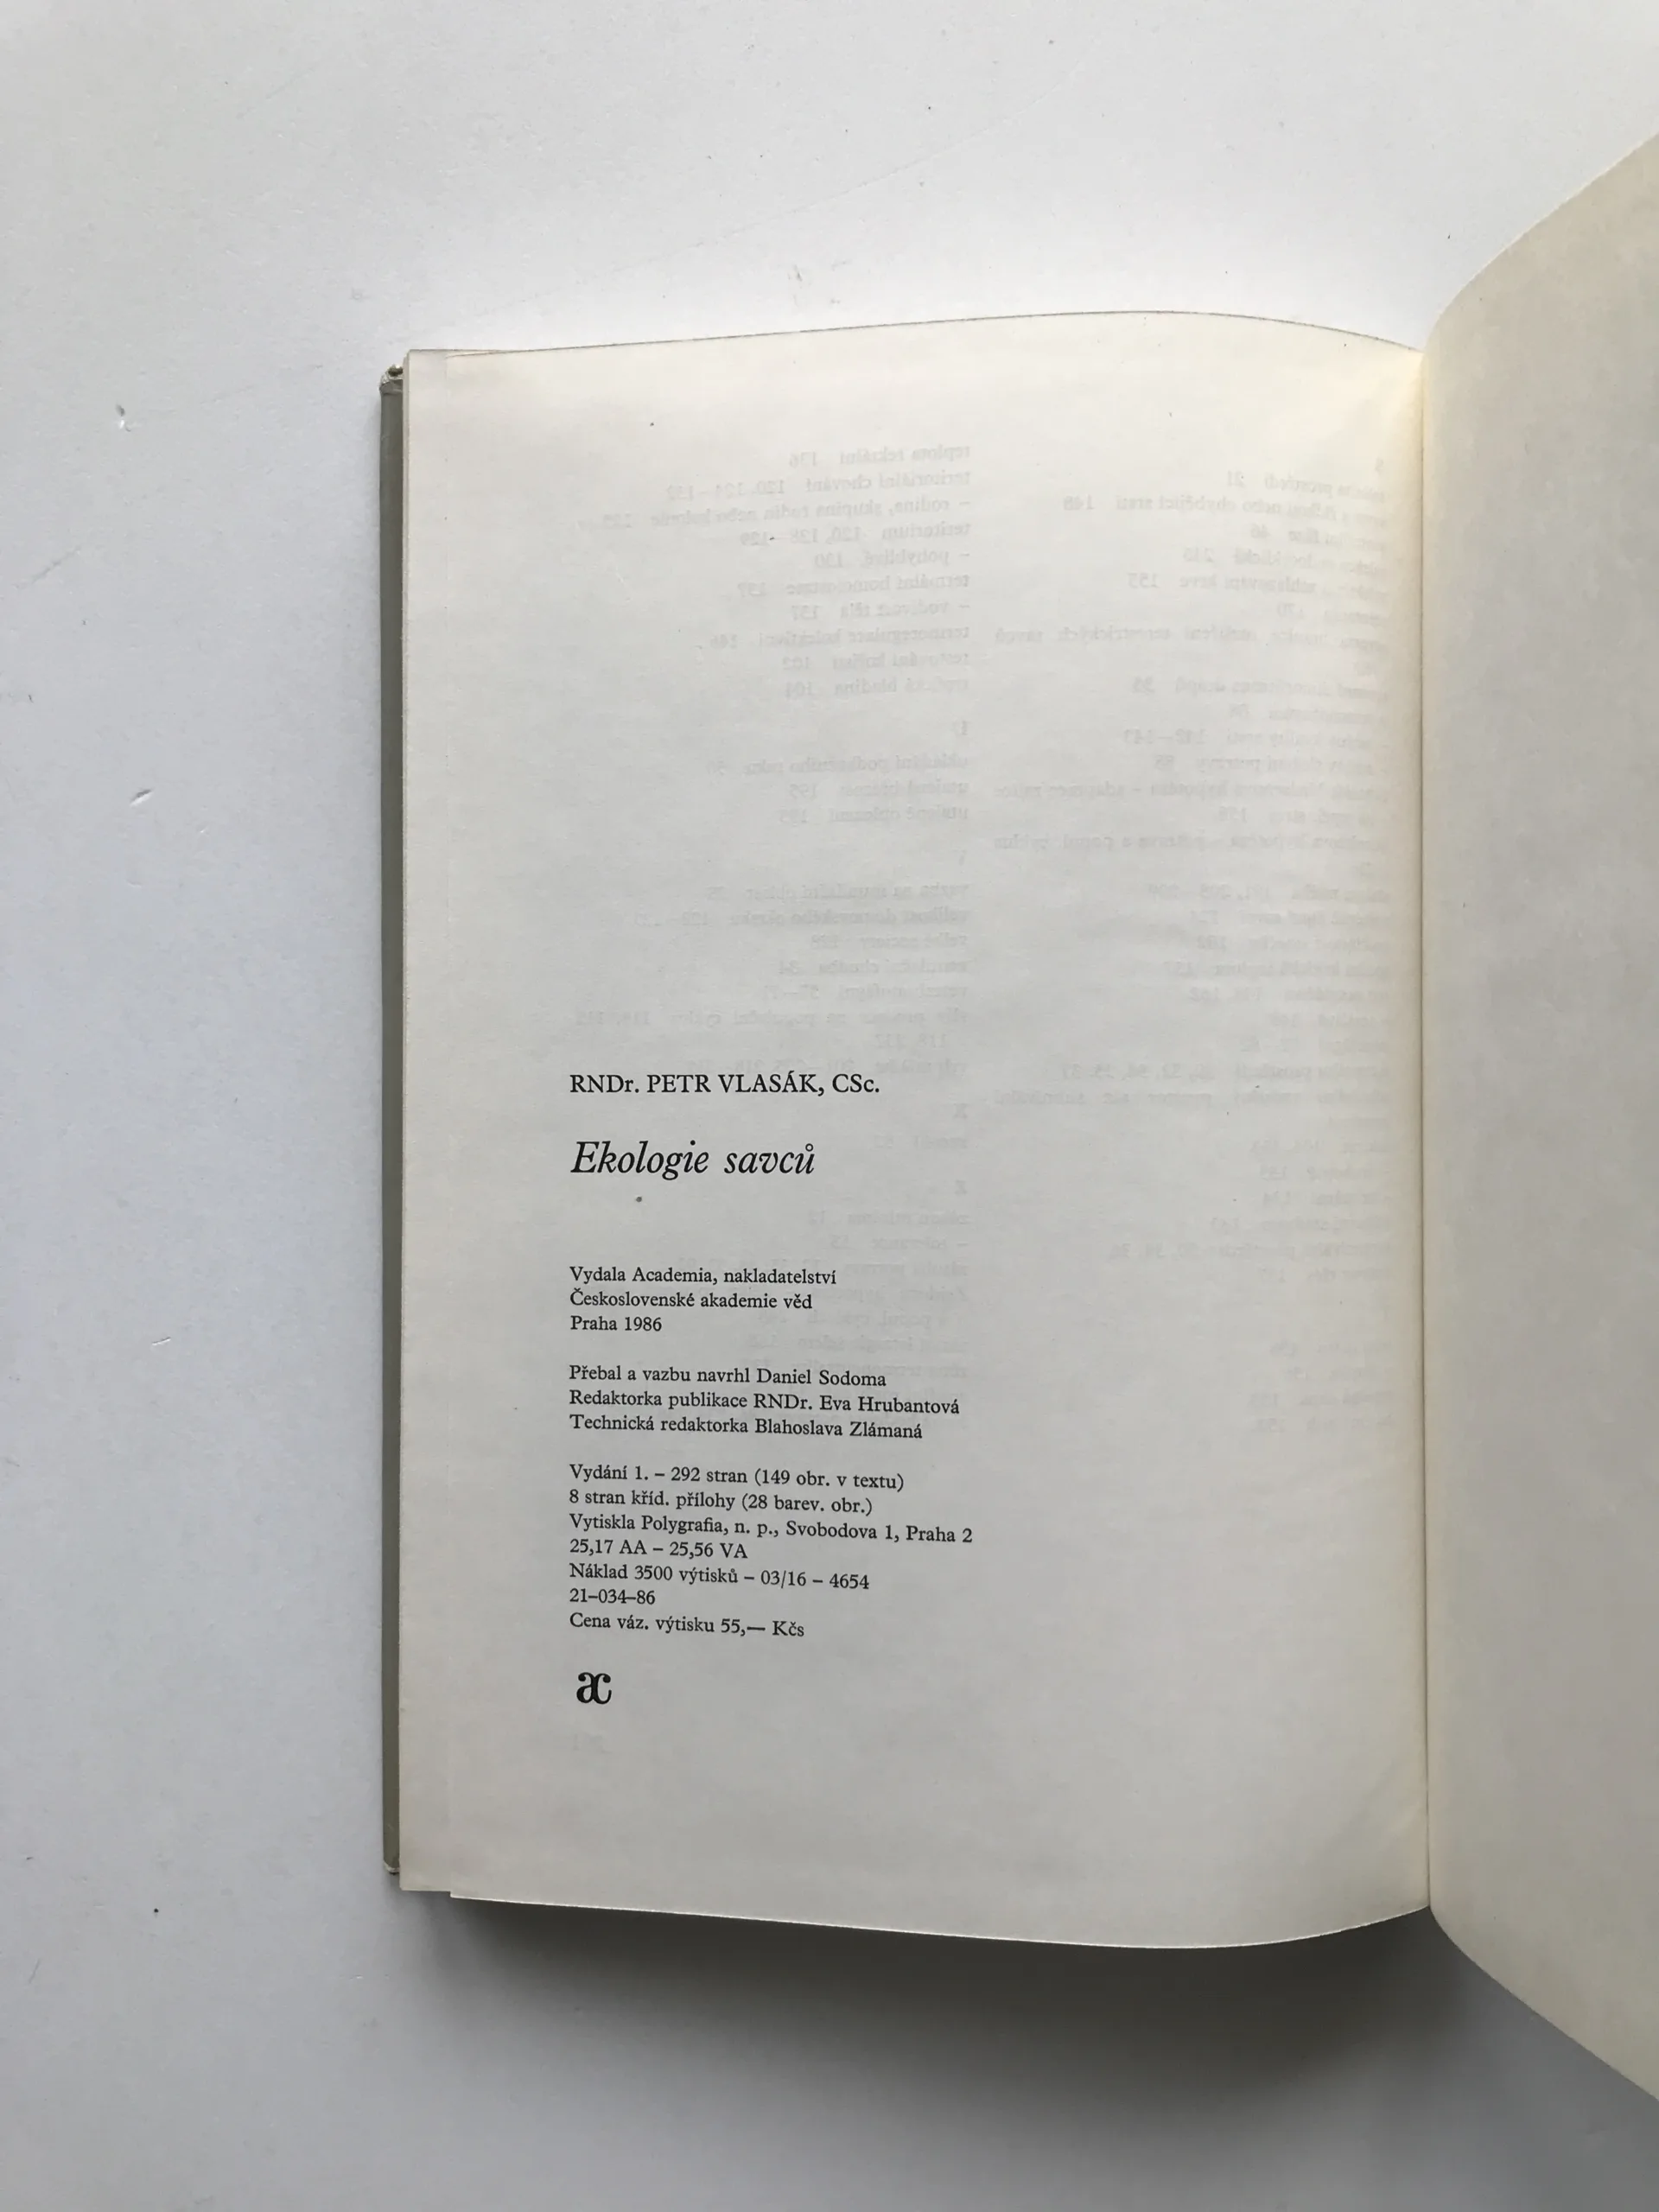 RNDr. PETR VLASÁK, CSc.
Ekologie savců
Vydala Academia, nakladatelství
Československé akademie věd
Praha 1986
Přebal a vazbu navrhl Daniel Sodoma
Redaktorka publikace RNDr. Eva Hrubantová
Technická redaktorka Blahoslava Zlámaná
Vydání 1. – 292 stran (149 obr. v textu)
8 stran kříd. přílohy (28 barev. obr.)
Vytiskla Polygrafia, n. p., Svobodova 1, Praha 2
25,17 AA – 25,56 VA
Náklad 3500 výtisků – 03/16 – 4654
21–034–86
Cena váz. výtisku 55,— Kčs
ac